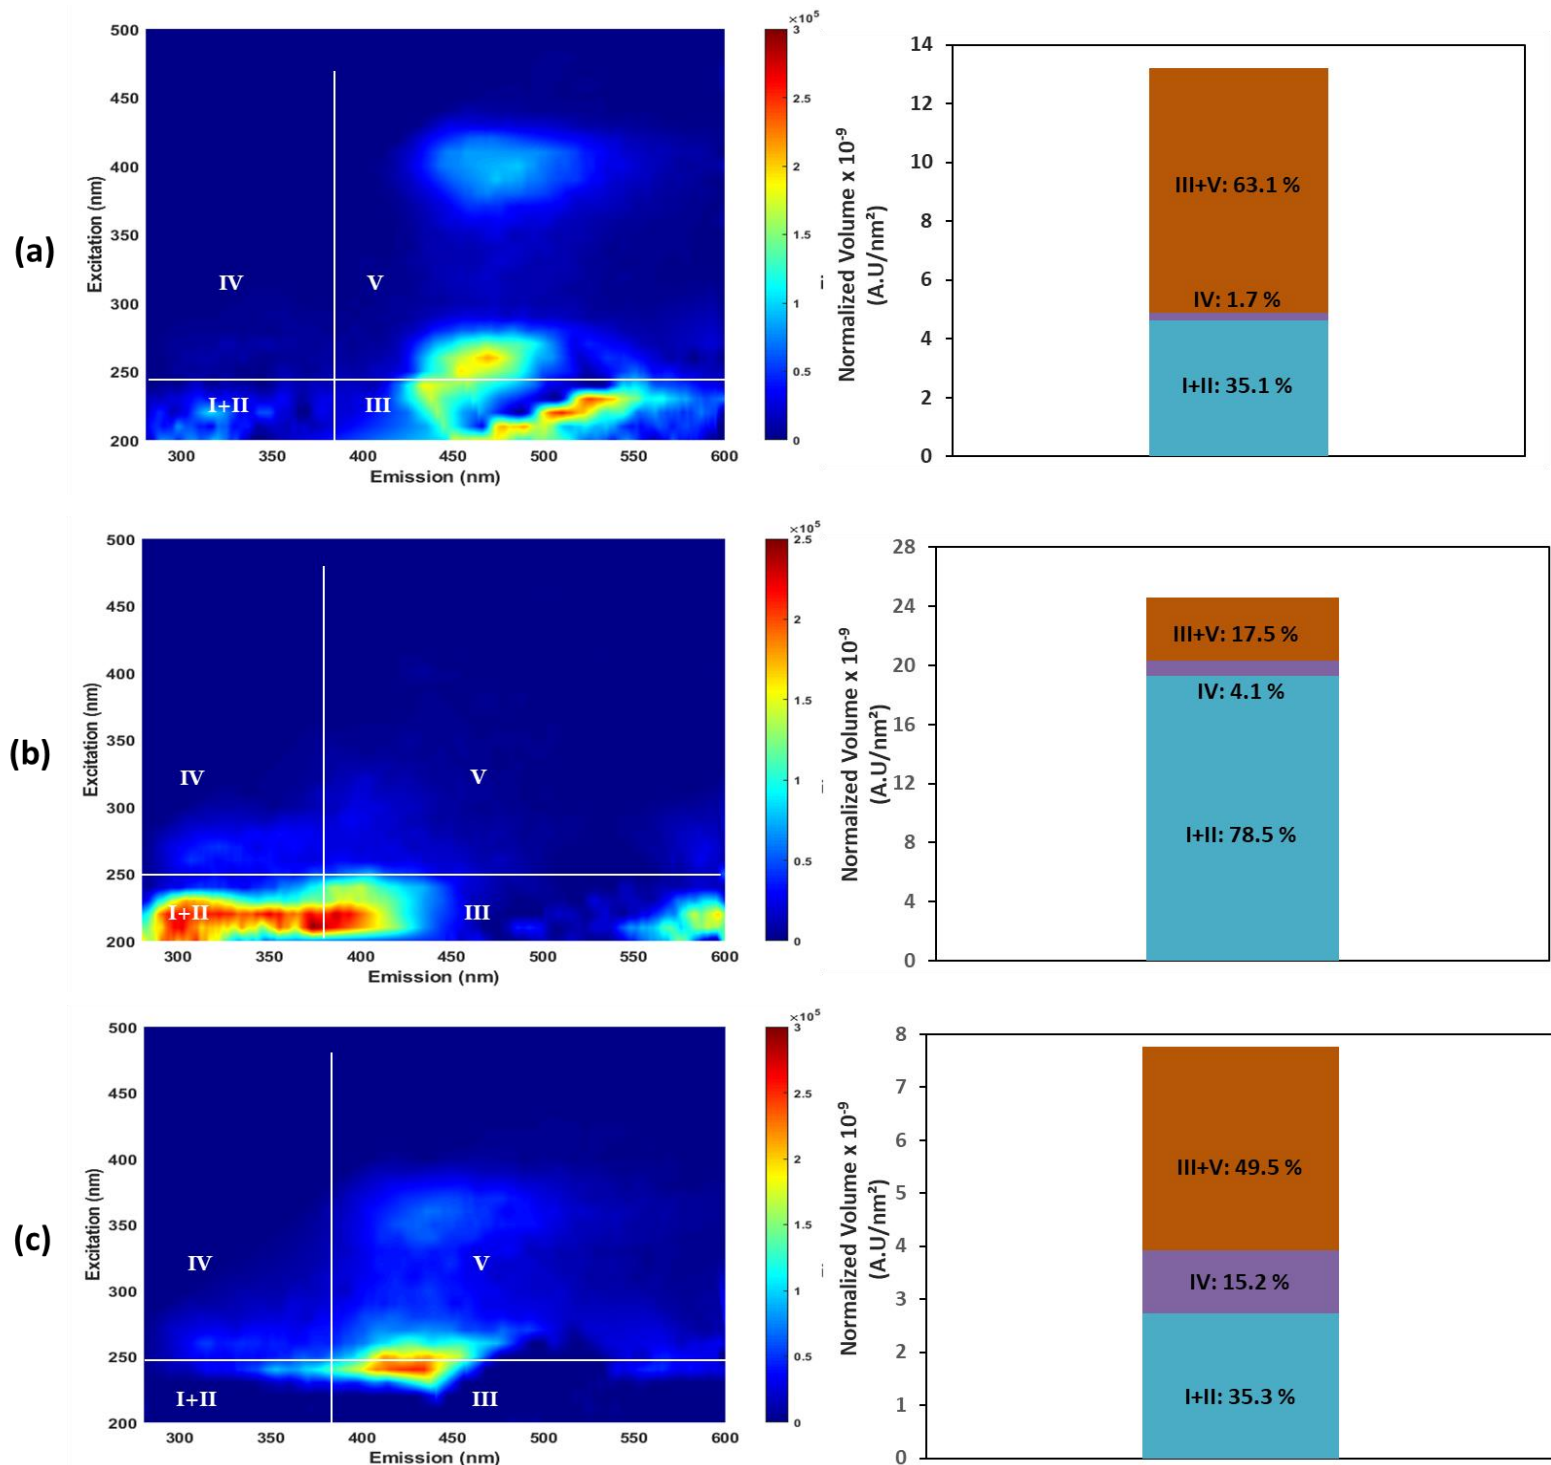 (a)
500
450
400
350
300
250
200
Excitation (nm)
IV
V
I+II
III
300
350
400
450
500
550
600
Emission (nm)
×10⁵
3
2.5
2
1.5
1
0.5
0
Normalized Volume x 10⁻⁹
(A.U/nm²)
14
12
10
8
6
4
2
0
III+V: 63.1 %
IV: 1.7 %
I+II: 35.1 %
(b)
500
450
400
350
300
250
200
Excitation (nm)
IV
V
I+II
III
300
350
400
450
500
550
600
Emission (nm)
×10⁵
2.5
2
1.5
1
0.5
0
Normalized Volume x 10⁻⁹
(A.U/nm²)
28
24
20
16
12
8
4
0
III+V: 17.5 %
IV: 4.1 %
I+II: 78.5 %
(c)
500
450
400
350
300
250
200
Excitation (nm)
IV
V
I+II
III
300
350
400
450
500
550
600
Emission (nm)
×10⁵
3
2.5
2
1.5
1
0.5
0
Normalized Volume x 10⁻⁹
(A.U/nm²)
8
7
6
5
4
3
2
1
0
III+V: 49.5 %
IV: 15.2 %
I+II: 35.3 %